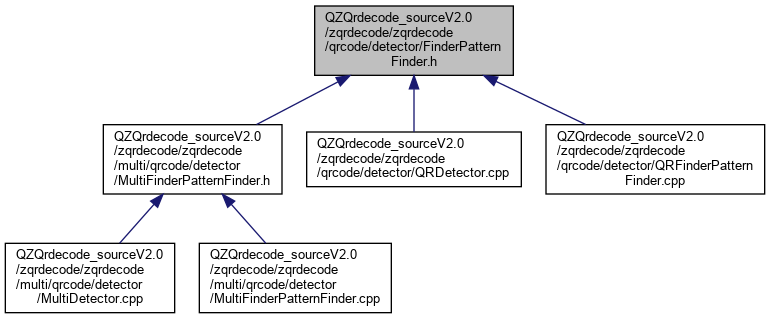 QZQrdecode_sourceV2.0
/zqrdecode/zqrdecode
/qrcode/detector/FinderPattern
Finder.h
QZQrdecode_sourceV2.0
/zqrdecode/zqrdecode
/multi/qrcode/detector
/MultiFinderPatternFinder.h
QZQrdecode_sourceV2.0
/zqrdecode/zqrdecode
/qrcode/detector/QRDetector.cpp
QZQrdecode_sourceV2.0
/zqrdecode/zqrdecode
/qrcode/detector/QRFinderPattern
Finder.cpp
QZQrdecode_sourceV2.0
/zqrdecode/zqrdecode
/multi/qrcode/detector
/MultiDetector.cpp
QZQrdecode_sourceV2.0
/zqrdecode/zqrdecode
/multi/qrcode/detector
/MultiFinderPatternFinder.cpp